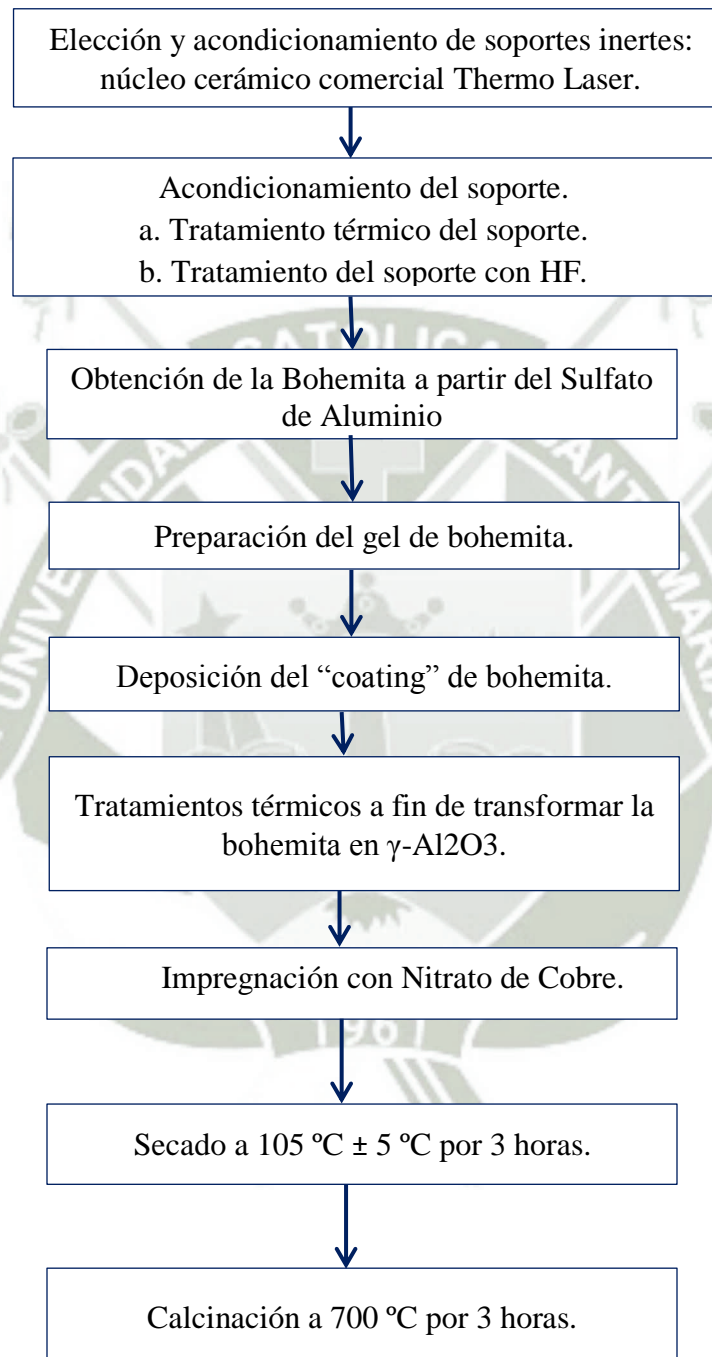 Elección y acondicionamiento de soportes inertes:
núcleo cerámico comercial Thermo Laser.
Acondicionamiento del soporte.
a. Tratamiento térmico del soporte.
b. Tratamiento del soporte con HF.
Obtención de la Bohemita a partir del Sulfato
de Aluminio
Preparación del gel de bohemita.
Deposición del “coating” de bohemita.
Tratamientos térmicos a fin de transformar la
bohemita en γ-Al2O3.
Impregnación con Nitrato de Cobre.
1961
Secado a 105 ºC ± 5 ºC por 3 horas.
Calcinación a 700 ºC por 3 horas.